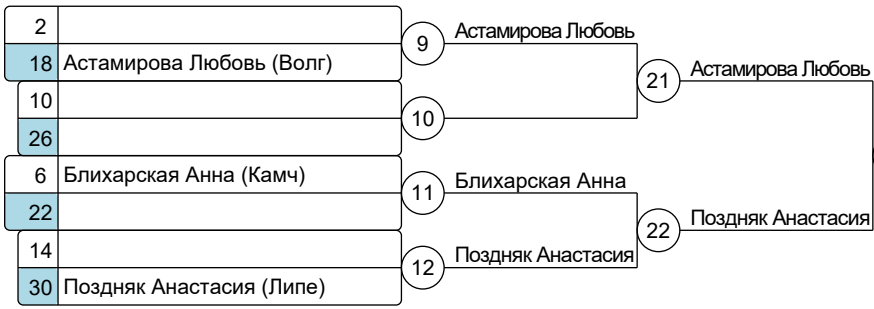 2
18 Астамирова Любовь (Волг)
10
26
6 Блихарская Анна (Камч)
22
14
30 Поздняк Анастасия (Липе)
9 Астамирова Любовь
10
11 Блихарская Анна
12 Поздняк Анастасия
21 Астамирова Любовь
22 Поздняк Анастасия